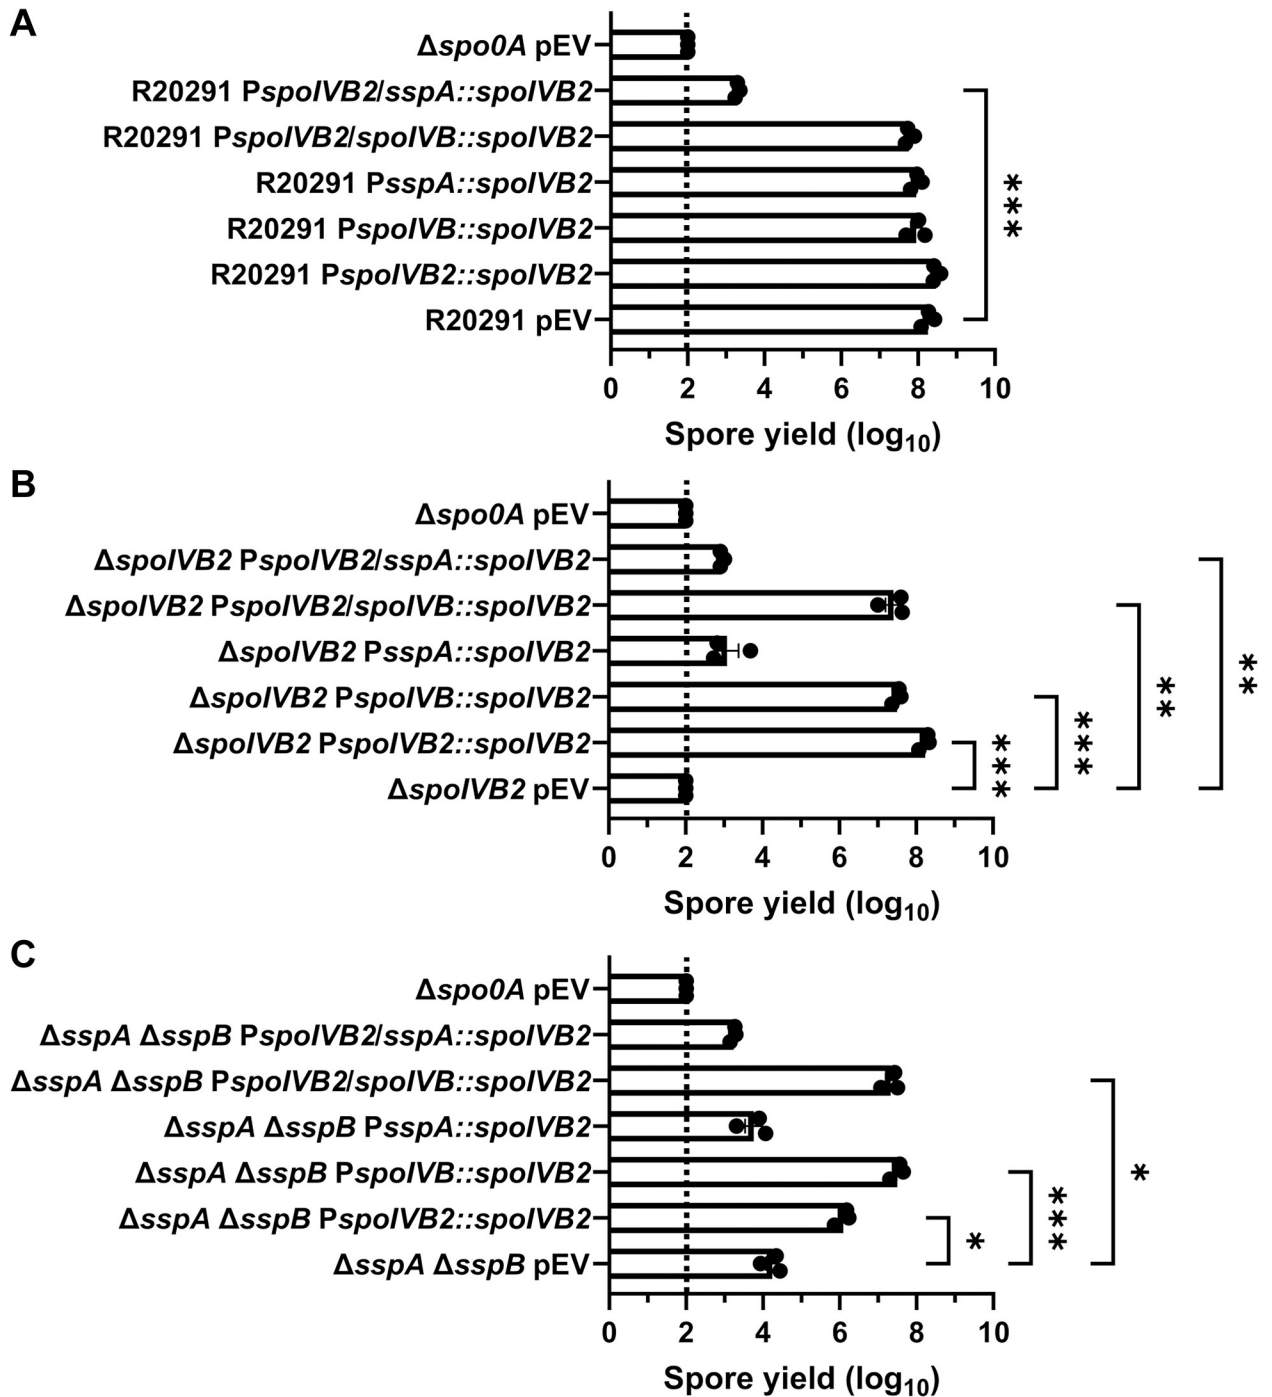 A
Δspo0A pEV
R20291 PspoIVB2/sspA::spoIVB2
R20291 PspoIVB2/spoIVB::spoIVB2
R20291 PsspA::spoIVB2
R20291 PspoIVB::spoIVB2
R20291 PspoIVB2::spoIVB2
R20291 pEV
***
0 2 4 6 8 10
Spore yield (log10)
B
Δspo0A pEV
ΔspoIVB2 PspoIVB2/sspA::spoIVB2
ΔspoIVB2 PspoIVB2/spoIVB::spoIVB2
ΔspoIVB2 PsspA::spoIVB2
ΔspoIVB2 PspoIVB::spoIVB2
ΔspoIVB2 PspoIVB2::spoIVB2
ΔspoIVB2 pEV
***
***
**
**
0 2 4 6 8 10
Spore yield (log10)
C
Δspo0A pEV
ΔsspA ΔsspB PspoIVB2/sspA::spoIVB2
ΔsspA ΔsspB PspoIVB2/spoIVB::spoIVB2
ΔsspA ΔsspB PsspA::spoIVB2
ΔsspA ΔsspB PspoIVB::spoIVB2
ΔsspA ΔsspB PspoIVB2::spoIVB2
ΔsspA ΔsspB pEV
*
***
*
0 2 4 6 8 10
Spore yield (log10)